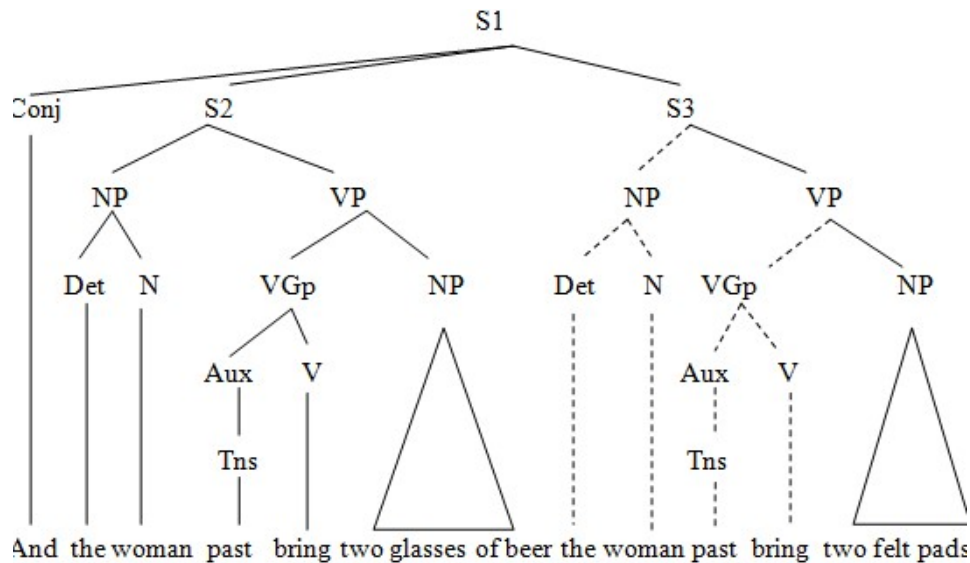 S1
Conj S2 S3
NP VP NP VP
Det N VGp NP Det N VGp NP
Aux V Aux V
Tns Tns
And the woman past bring two glasses of beer the woman past bring two felt pads